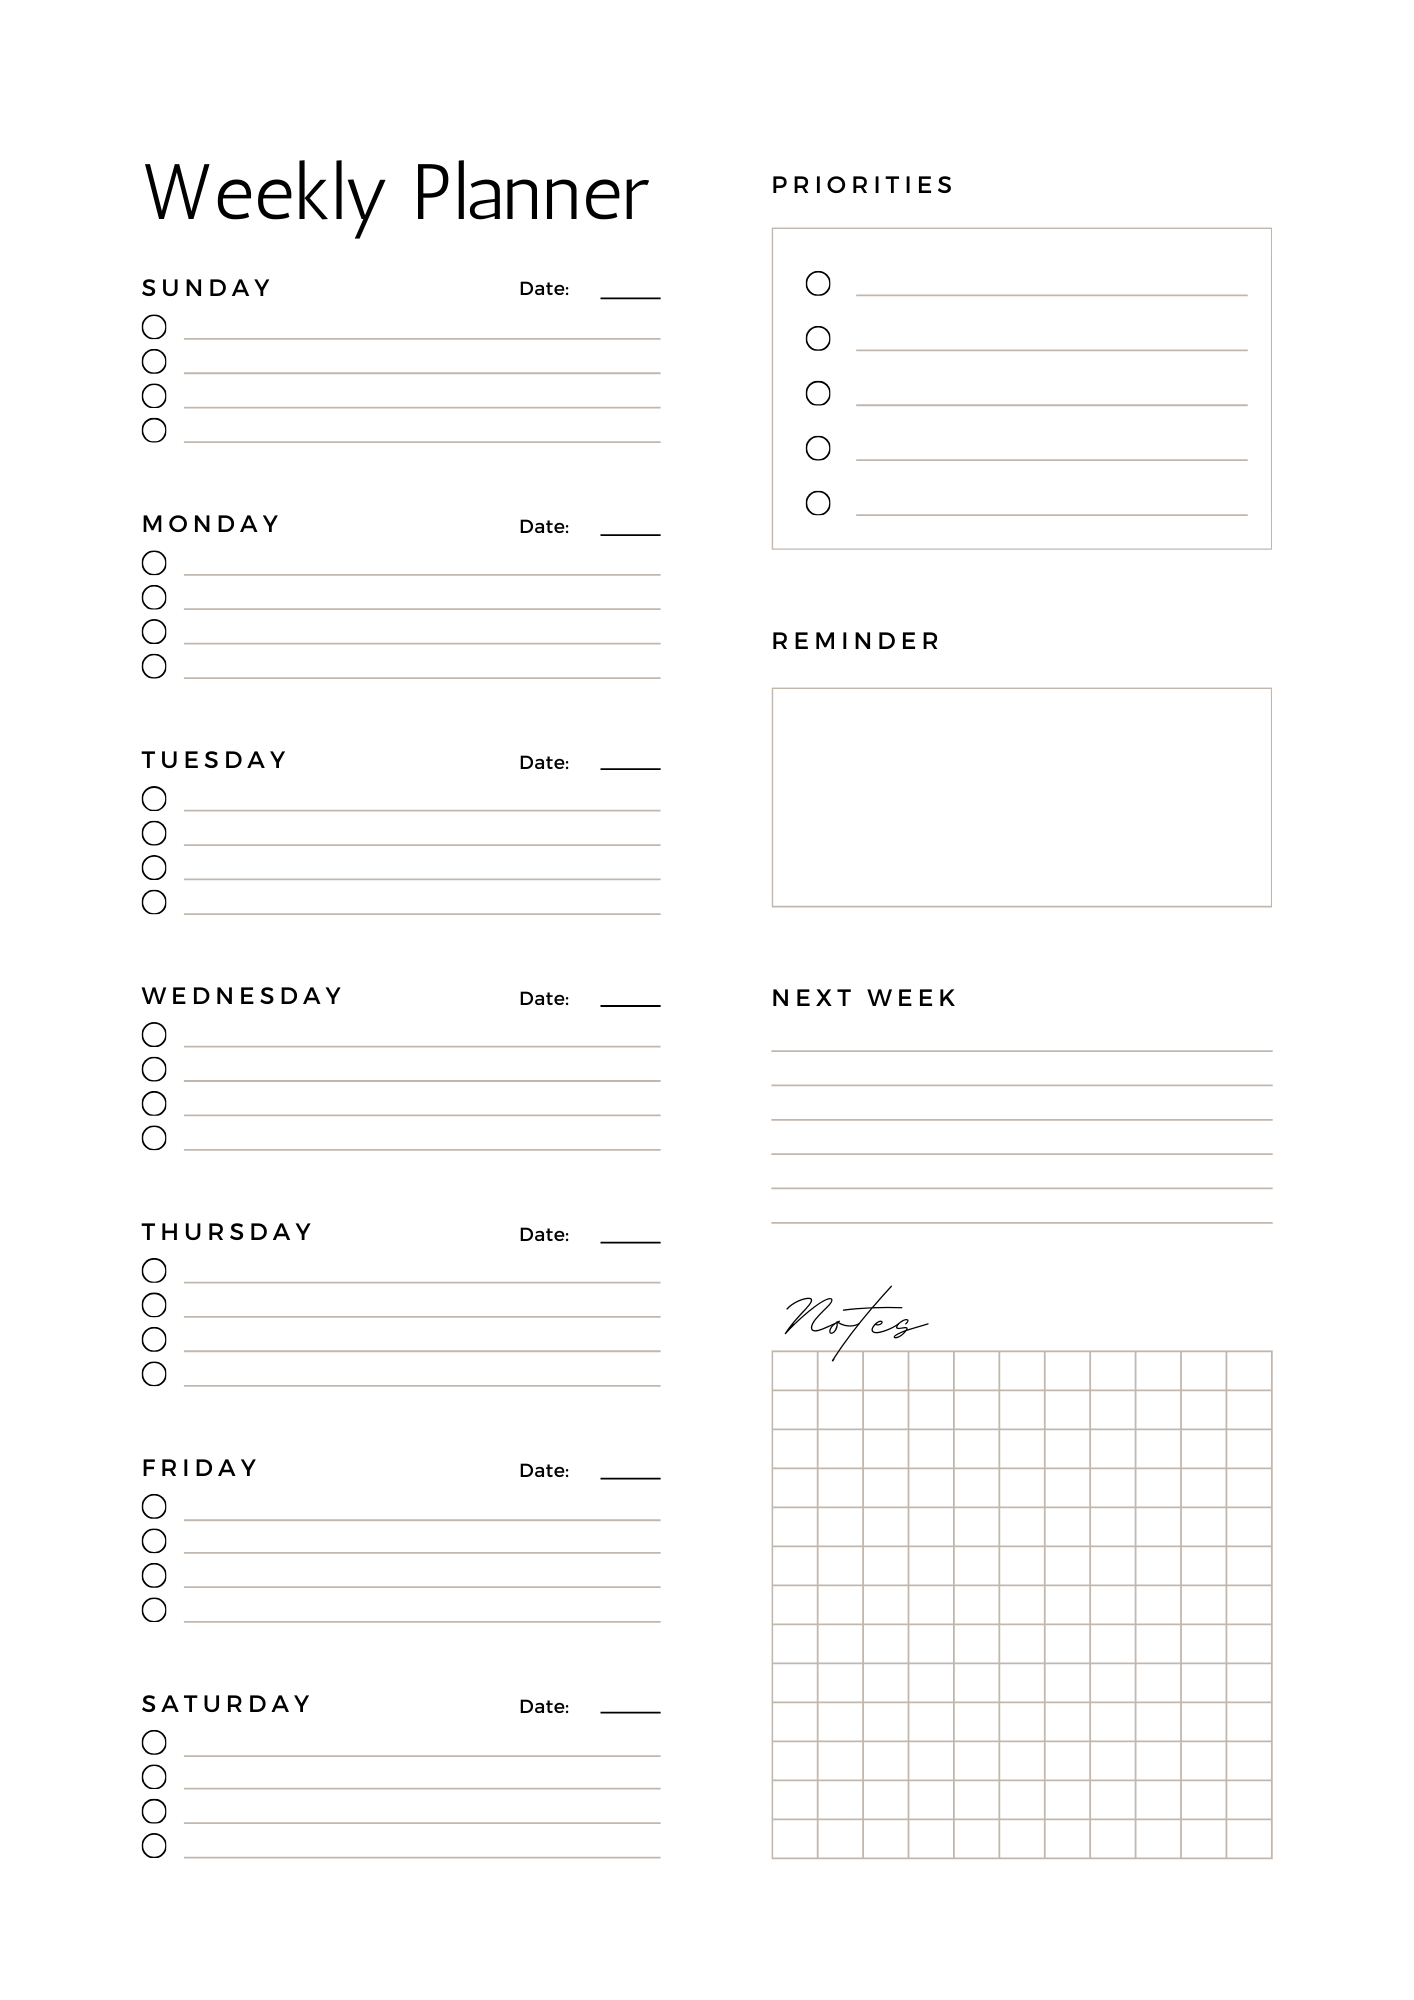 Weekly Planner
SUNDAY Date:
MONDAY Date:
TUESDAY Date:
WEDNESDAY Date:
THURSDAY Date:
FRIDAY Date:
SATURDAY Date:
PRIORITIES
REMINDER
NEXT WEEK
Notes